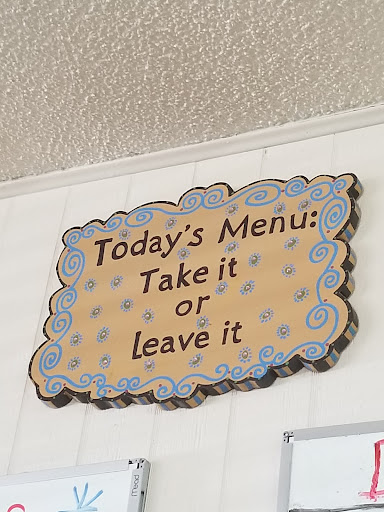 Today's Menu:
Take it
or
leave it